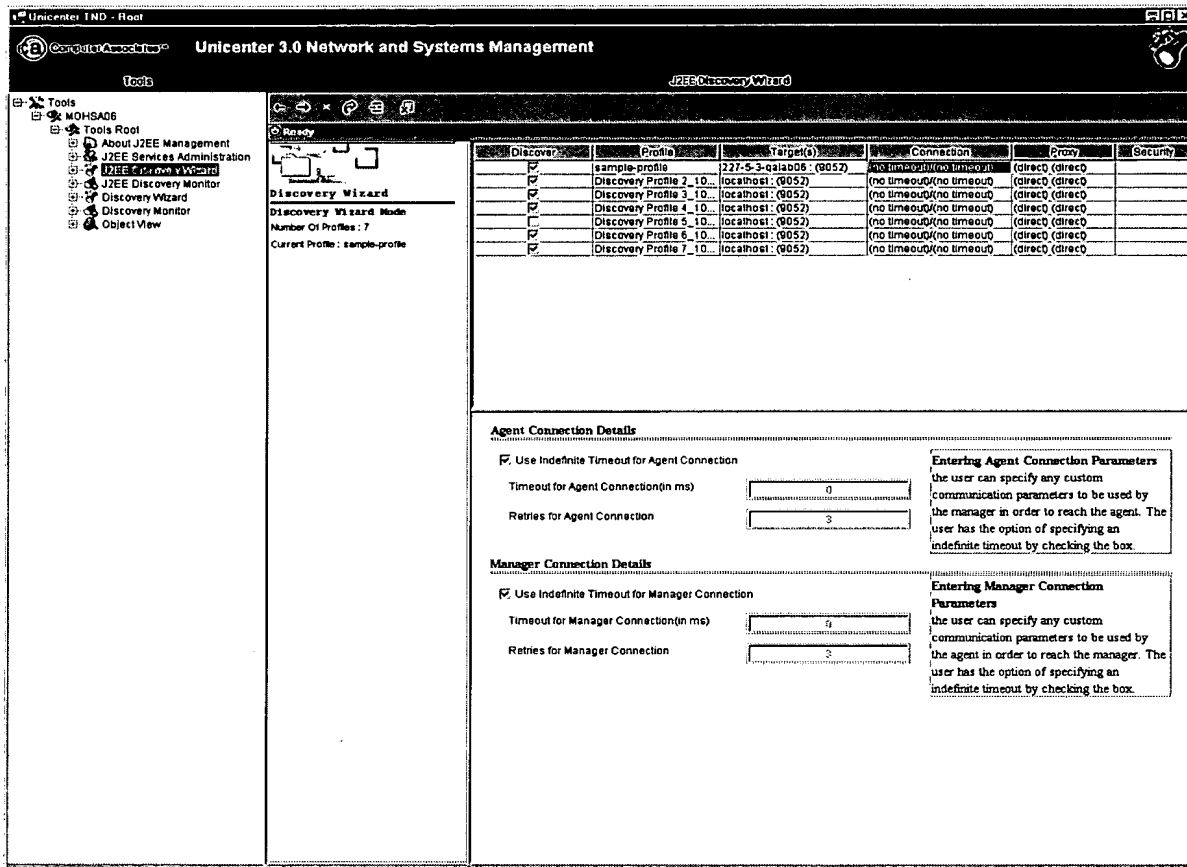 Unicenter TND - Root
ca Computer Associates Unicenter 3.0 Network and Systems Management
Tools
J2EE Discovery Wizard
Tools
MOHSA06
Tools Root
About J2EE Management
J2EE Services Administration
J2EE Discovery Wizard
J2EE Discovery Monitor
Discovery Wizard
Discovery Monitor
Object View
Ready
Discovery Wizard
Discovery Wizard Mode
Number Of Profiles : 7
Current Profile : sample-profile
Discover Profile Target(s) Connection Proxy Security
sample-profile 227-5-3-qalab06 : (9052) (no timeout)/(no timeout) (direct) (direct)
Discovery Profile 2_10... localhost : (9052) (no timeout)/(no timeout) (direct) (direct)
Discovery Profile 3_10... localhost : (9052) (no timeout)/(no timeout) (direct) (direct)
Discovery Profile 4_10... localhost : (9052) (no timeout)/(no timeout) (direct) (direct)
Discovery Profile 5_10... localhost : (9052) (no timeout)/(no timeout) (direct) (direct)
Discovery Profile 6_10... localhost : (9052) (no timeout)/(no timeout) (direct) (direct)
Discovery Profile 7_10... localhost : (9052) (no timeout)/(no timeout) (direct) (direct)
Agent Connection Details
Use Indefinite Timeout for Agent Connection
Timeout for Agent Connection(in ms) 0
Retries for Agent Connection 3
Entering Agent Connection Parameters
the user can specify any custom
communication parameters to be used by
the manager in order to reach the agent. The
user has the option of specifying an
indefinite timeout by checking the box.
Manager Connection Details
Use Indefinite Timeout for Manager Connection
Timeout for Manager Connection(in ms) 0
Retries for Manager Connection 3
Entering Manager Connection
Parameters
the user can specify any custom
communication parameters to be used by
the agent in order to reach the manager. The
user has the option of specifying an
indefinite timeout by checking the box.